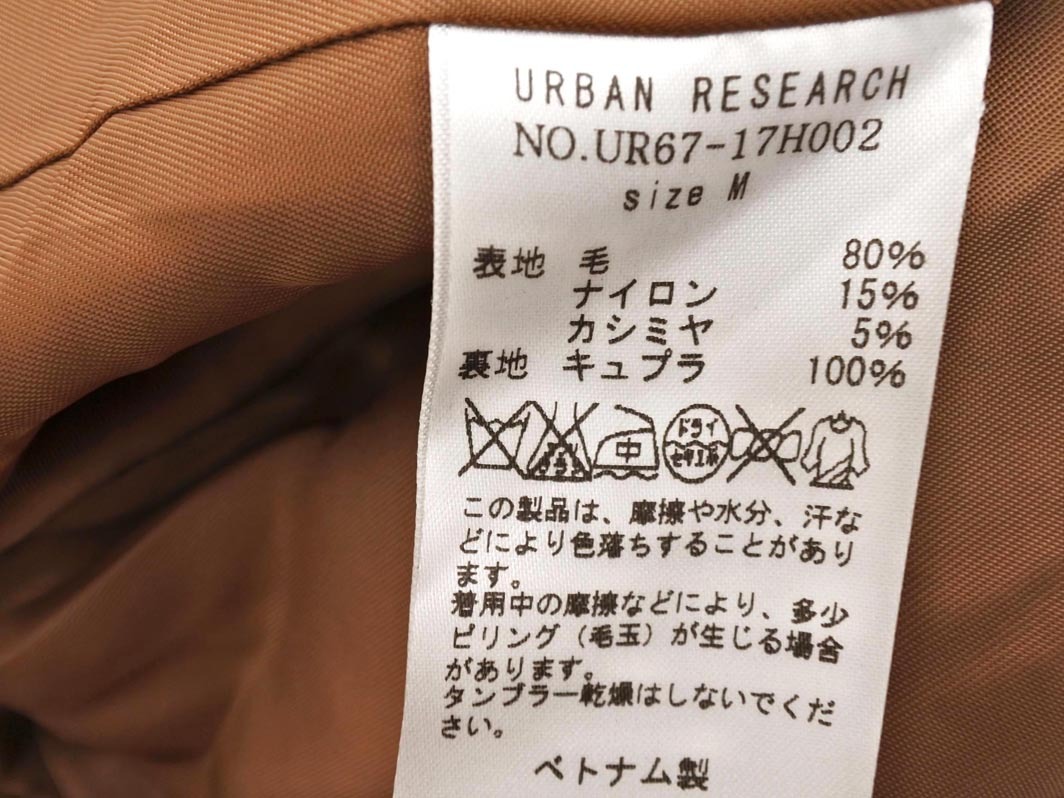 URBAN RESEARCH
NO.UR67-17H002
size M
表地 毛 80%
ナイロン 15%
カシミヤ 5%
裏地 キュプラ 100%
中 ドライ セキユ系
この製品は、摩擦や水分、汗な
どにより色落ちすることがあり
ます。
着用中の摩擦などにより、多少
ピリング（毛玉）が生じる場合
があります。
タンブラー乾燥はしないでくだ
さい。
ベトナム製